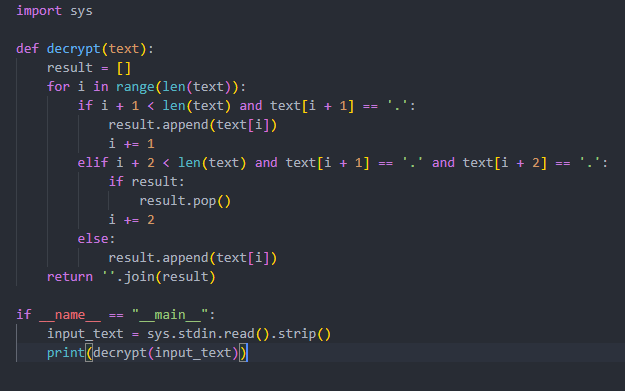 import sys

def decrypt(text):
    result = []
    for i in range(len(text)):
        if i + 1 < len(text) and text[i + 1] == '.':
            result.append(text[i])
            i += 1
        elif i + 2 < len(text) and text[i + 1] == '.' and text[i + 2] == '.':
            if result:
                result.pop()
            i += 2
        else:
            result.append(text[i])
    return ''.join(result)

if __name__ == "__main__":
    input_text = sys.stdin.read().strip()
    print(decrypt(input_text))